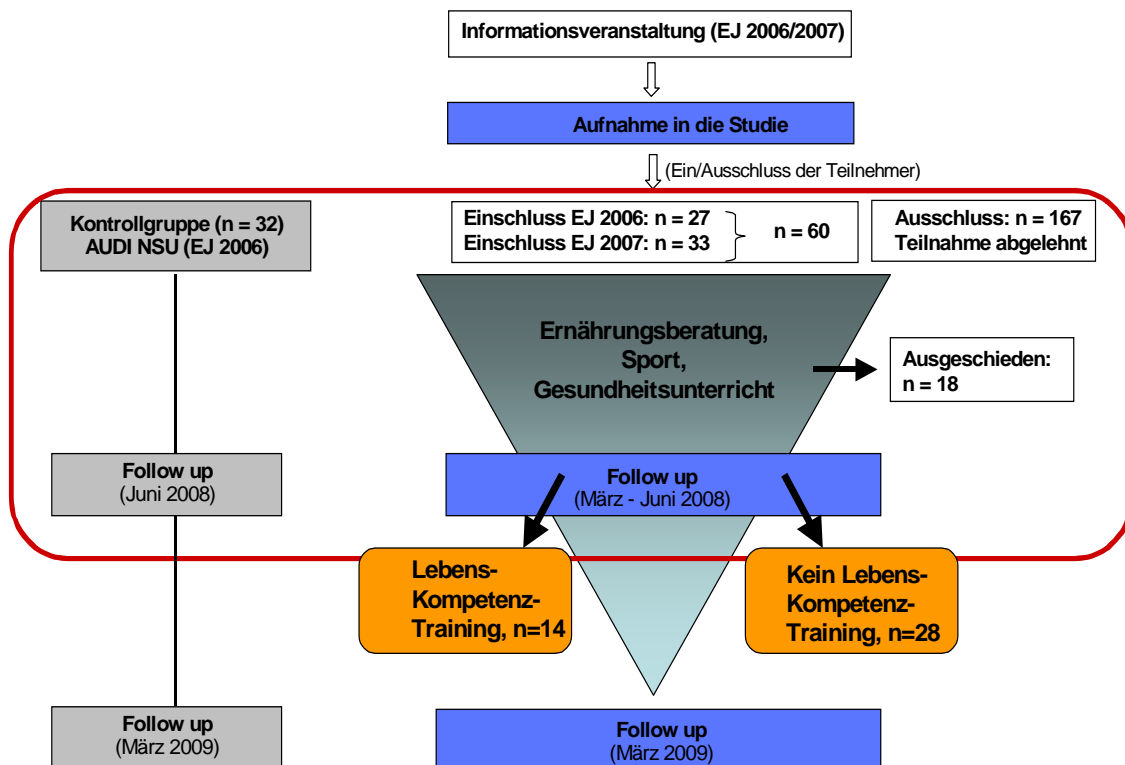 Informationsveranstaltung (EJ 2006/2007)
Aufnahme in die Studie
(Ein/Ausschluss der Teilnehmer)
Kontrollgruppe (n = 32)
AUDI NSU (EJ 2006)
Einschluss EJ 2006: n = 27
Einschluss EJ 2007: n = 33
n = 60
Ausschluss: n = 167
Teilnahme abgelehnt
Ernährungsberatung,
Sport,
Gesundheitsunterricht
Ausgeschieden:
n = 18
Follow up
(Juni 2008)
Follow up
(März - Juni 2008)
Lebens-
Kompetenz-
Training, n=14
Kein Lebens-
Kompetenz-
Training, n=28
Follow up
(März 2009)
Follow up
(März 2009)